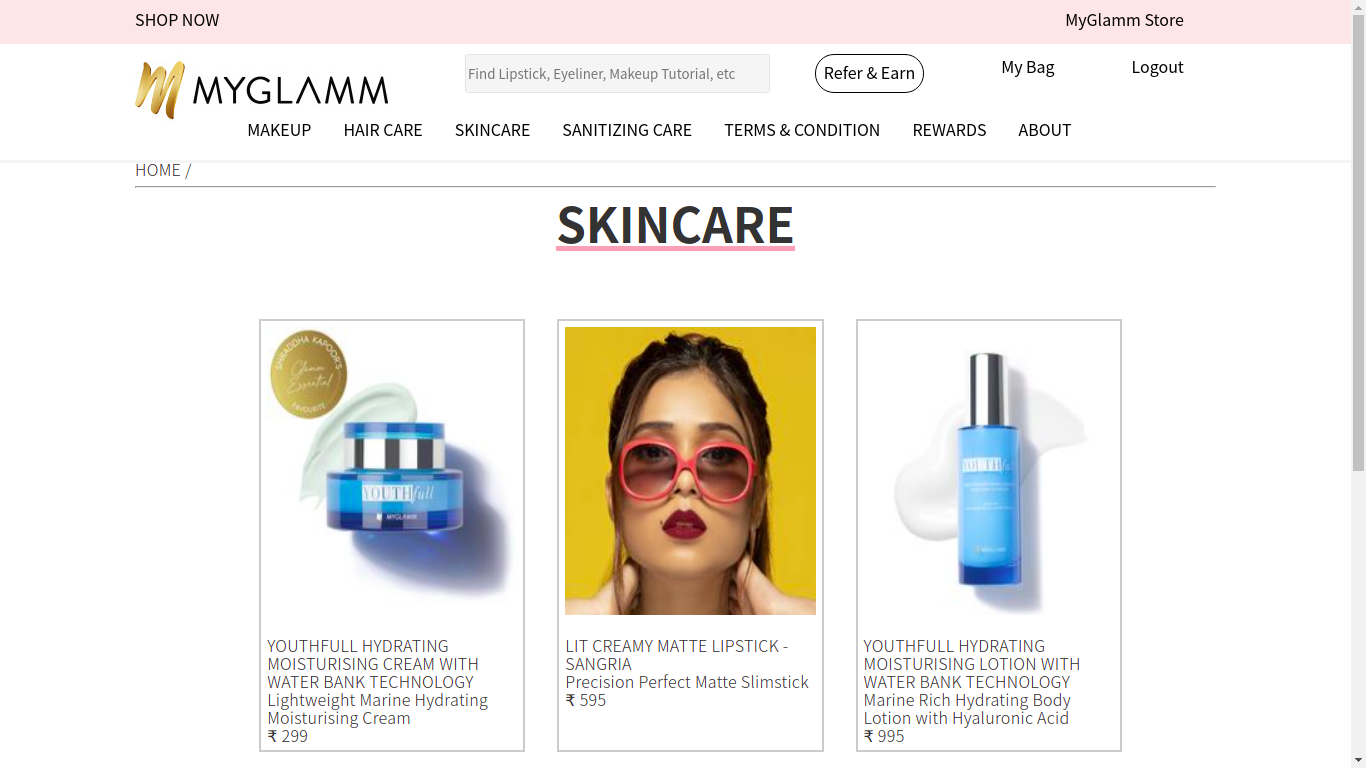 SHOP NOW
MyGlamm Store
MYGLAMM
Find Lipstick, Eyeliner, Makeup Tutorial, etc
Refer & Earn
My Bag
Logout
MAKEUP
HAIR CARE
SKINCARE
SANITIZING CARE
TERMS & CONDITION
REWARDS
ABOUT
HOME /
SKINCARE
SHRADDHA KAPOOR'S
Glamm
Essential
FAVOURITE
YOUTHfull
MYGLAMM
YOUTHFULL HYDRATING
MOISTURISING CREAM WITH
WATER BANK TECHNOLOGY
Lightweight Marine Hydrating
Moisturising Cream
₹ 299
LIT CREAMY MATTE LIPSTICK -
SANGRIA
Precision Perfect Matte Slimstick
₹ 595
YOUTHfull
YOUTHFULL HYDRATING
MOISTURISING LOTION WITH
WATER BANK TECHNOLOGY
Marine Rich Hydrating Body
Lotion with Hyaluronic Acid
₹ 995